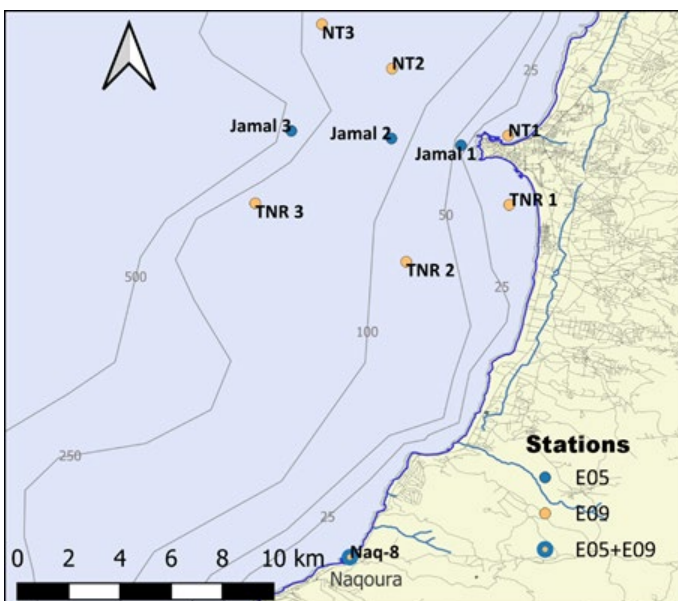 NT3
NT2
25
Jamal 3
Jamal 2
NT1
Jamal 1
TNR 3
TNR 1
50
TNR 2
500
25
100
Stations
250
E05
E09
25
E05+E09
0 2 4 6 8 10 km
Naq-8
Naqoura